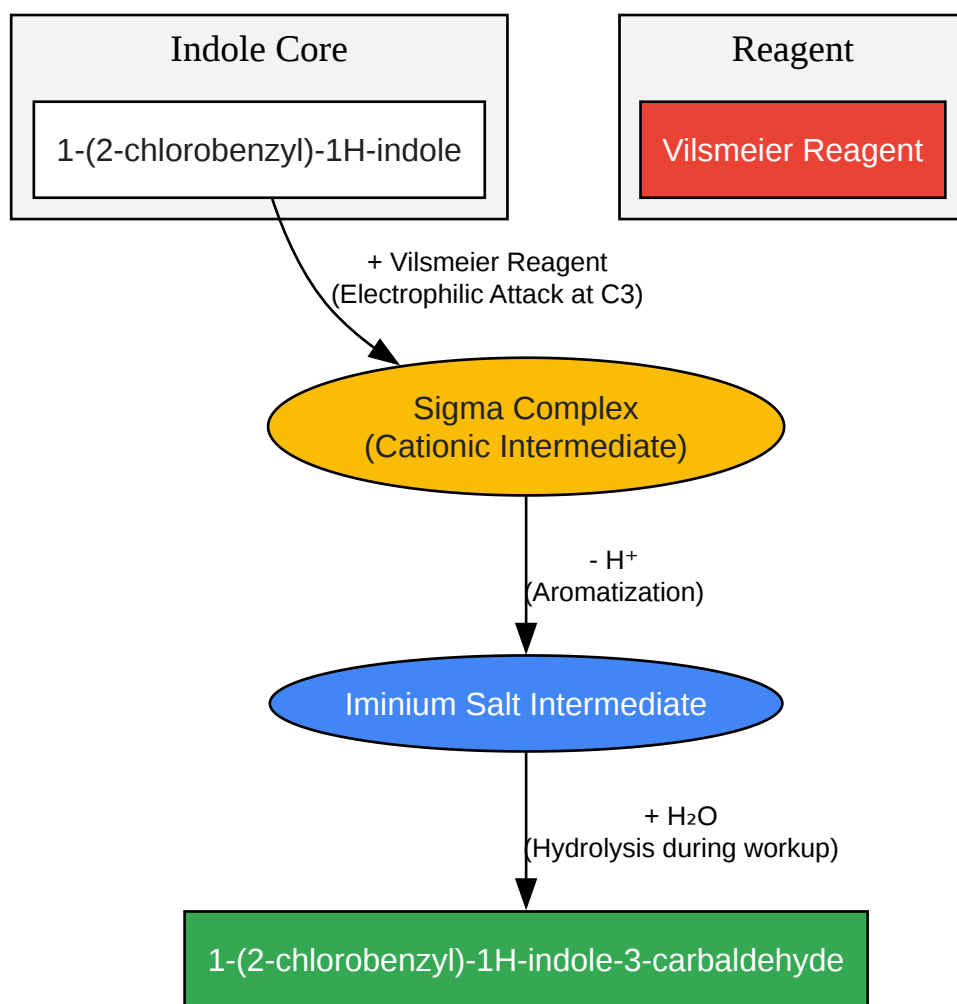 Indole Core
Reagent
1-(2-chlorobenzyl)-1H-indole
Vilsmeier Reagent
+ Vilsmeier Reagent
(Electrophilic Attack at C3)
Sigma Complex
(Cationic Intermediate)
- H⁺
(Aromatization)
Iminium Salt Intermediate
+ H₂O
(Hydrolysis during workup)
1-(2-chlorobenzyl)-1H-indole-3-carbaldehyde